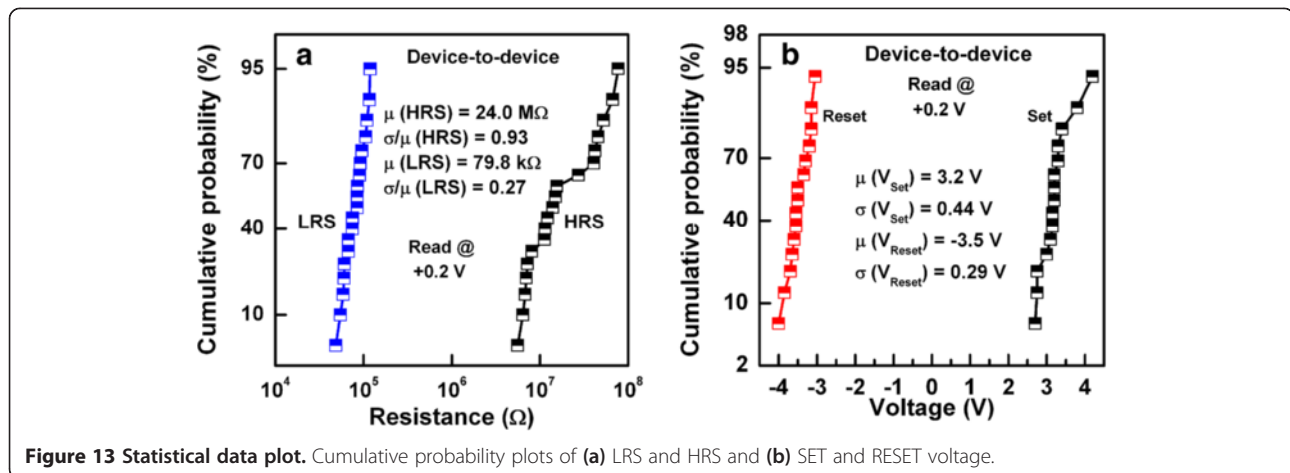 a
Device-to-device
Cumulative probability (%)
95
70
40
10
μ (HRS) = 24.0 MΩ
σ/μ (HRS) = 0.93
μ (LRS) = 79.8 kΩ
σ/μ (LRS) = 0.27
LRS
HRS
Read @
+0.2 V
10⁴ 10⁵ 10⁶ 10⁷ 10⁸
Resistance (Ω)
b
Device-to-device
Cumulative probability (%)
98
95
70
40
10
2
Read @
+0.2 V
Reset
Set
μ (V_Set) = 3.2 V
σ (V_Set) = 0.44 V
μ (V_Reset) = -3.5 V
σ (V_Reset) = 0.29 V
-4 -3 -2 -1 0 1 2 3 4
Voltage (V)
Figure 13 Statistical data plot. Cumulative probability plots of (a) LRS and HRS and (b) SET and RESET voltage.